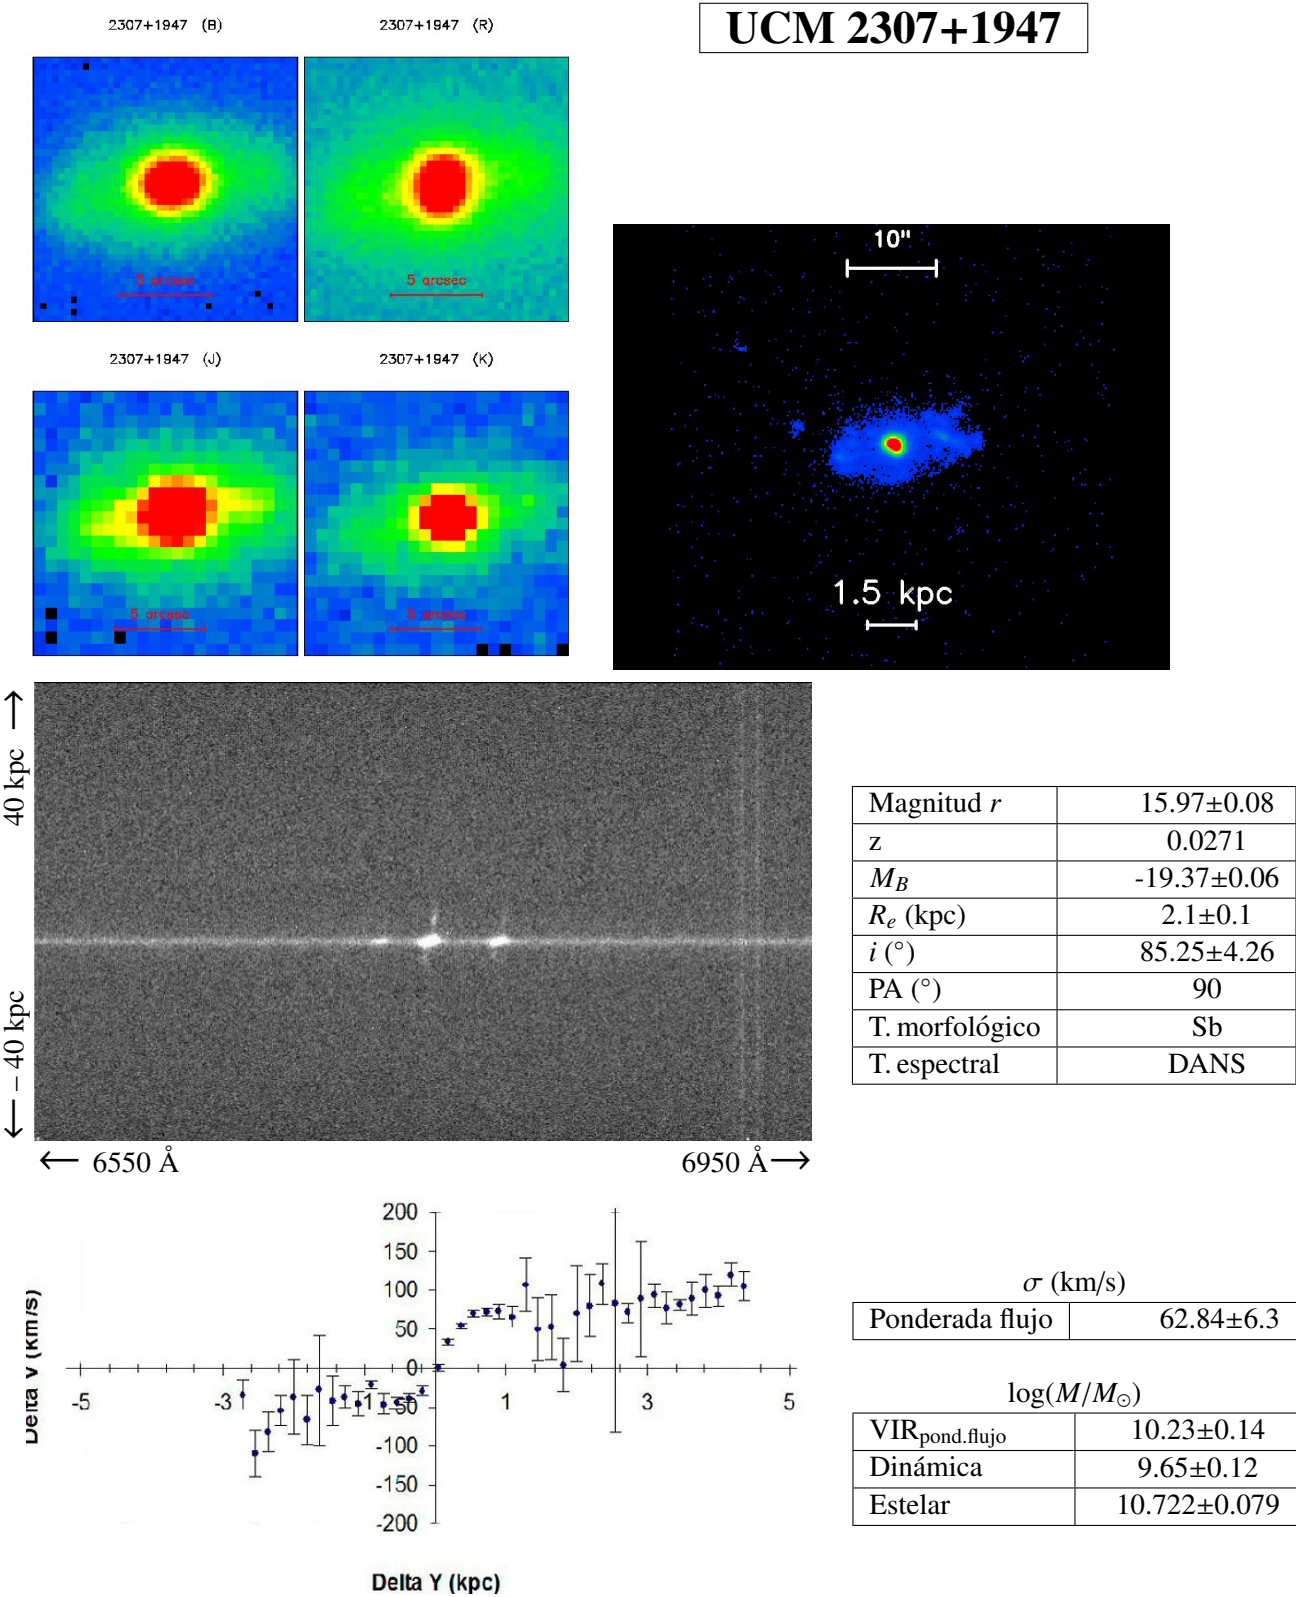 UCM 2307+1947
2307+1947 (B)
2307+1947 (R)
5 arcsec
5 arcsec
2307+1947 (J)
2307+1947 (K)
5 arcsec
5 arcsec
10"
1.5 kpc
40 kpc
− 40 kpc
6550 Å
6950 Å
Magnitud r 15.97±0.08
z 0.0271
M_B -19.37±0.06
R_e (kpc) 2.1±0.1
i (°) 85.25±4.26
PA (°) 90
T. morfológico Sb
T. espectral DANS
200
150
100
50
0
-5 -3 -1 1 3 5
-50
-100
-150
-200
Delta V (km/s)
Delta Y (kpc)
σ (km/s)
Ponderada flujo 62.84±6.3
log(M/M⊙)
VIR_pond.flujo 10.23±0.14
Dinámica 9.65±0.12
Estelar 10.722±0.079